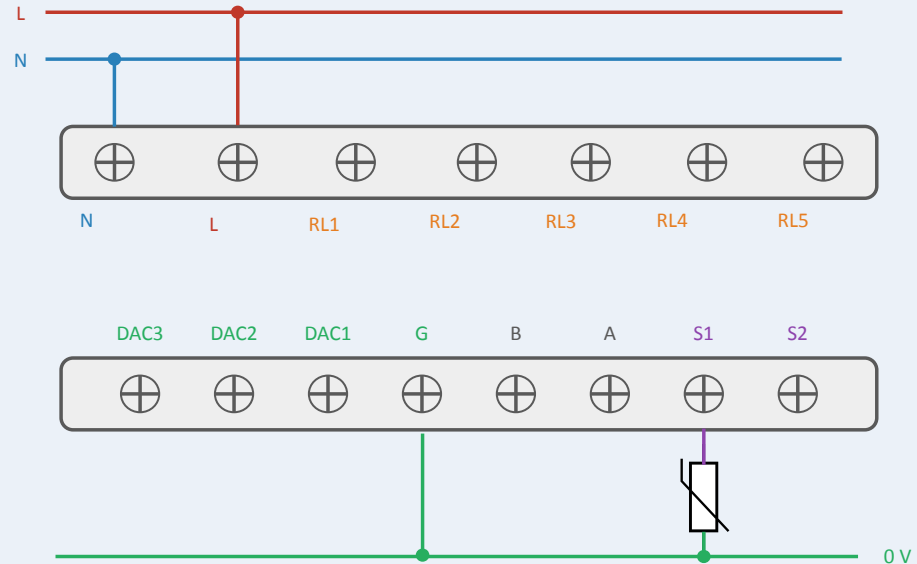 L
N
N L RL1 RL2 RL3 RL4 RL5
DAC3 DAC2 DAC1 G B A S1 S2
0 V